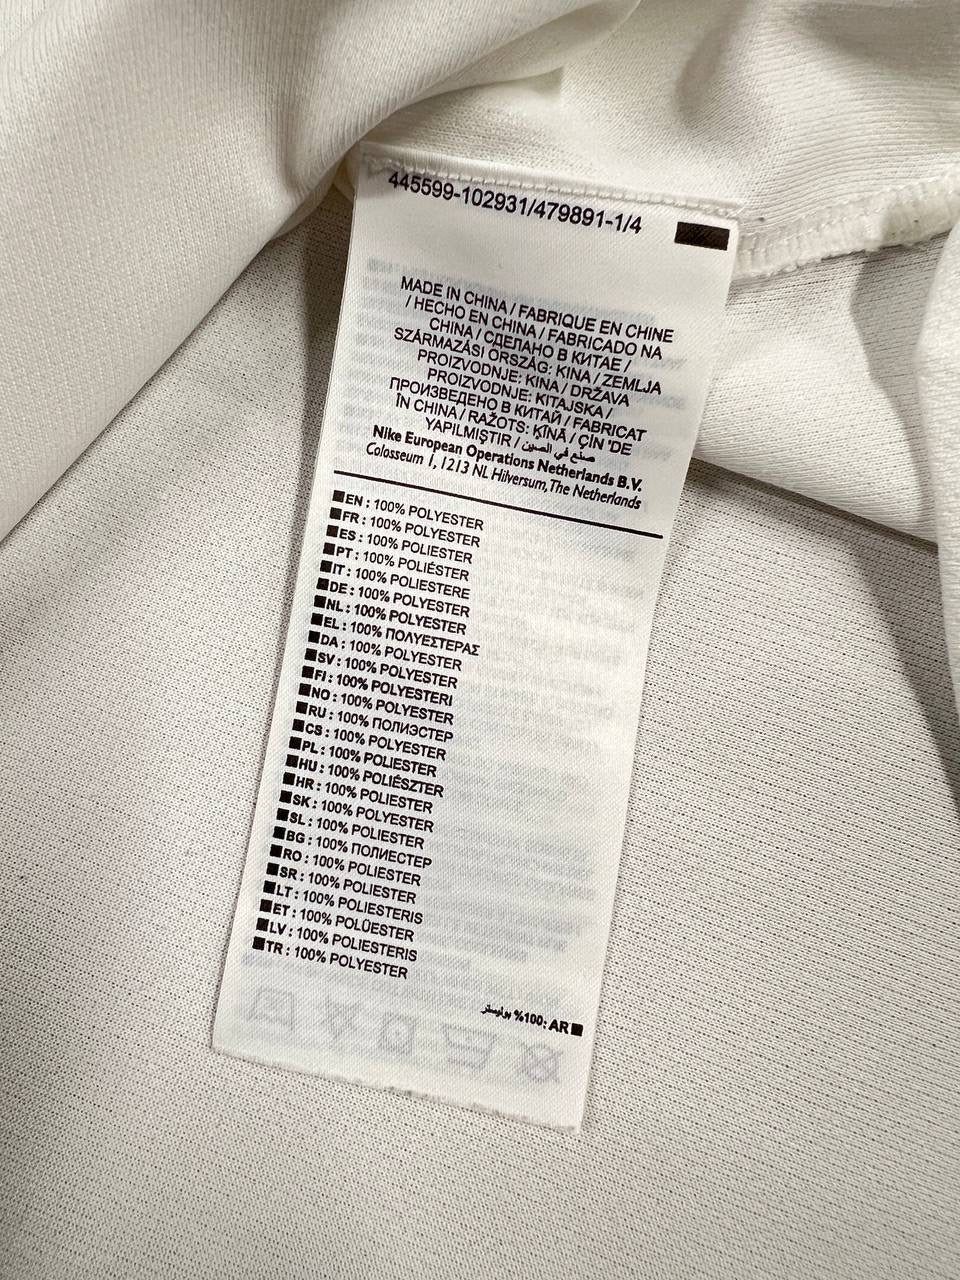 445599-102931/479891-1/4
MADE IN CHINA / FABRIQUE EN CHINE
/ HECHO EN CHINA / FABRICADO NA
CHINA / СДЕЛАНО В КИТАЕ /
SZÁRMAZÁSI ORSZÁG: KINA / ZEMLJA
PROIZVODNJE: KINA / DRŽAVA
PROIZVODNJE: KITAJSKA /
ПРОИЗВЕДЕНО В КИТАЙ / FABRICAT
ÎN CHINA / RAŽOTS: ĶĪNĀ / ÇİN 'DE
YAPILMIŞTIR / صنع في الصين
Nike European Operations Netherlands B.V.
Colosseum 1, 1213 NL Hilversum, The Netherlands
EN : 100% POLYESTER
FR : 100% POLYESTER
ES : 100% POLIESTER
PT : 100% POLIÉSTER
IT : 100% POLIESTERE
DE : 100% POLYESTER
NL : 100% POLYESTER
EL : 100% ΠΟΛΥΕΣΤΕΡΑΣ
DA : 100% POLYESTER
SV : 100% POLYESTER
FI : 100% POLYESTERI
NO : 100% POLYESTER
RU : 100% ПОЛИЭСТЕР
CS : 100% POLYESTER
PL : 100% POLIESTER
HU : 100% POLIÉSZTER
HR : 100% POLIESTER
SK : 100% POLYESTER
SL : 100% POLIESTER
BG : 100% ПОЛИЕСТЕР
RO : 100% POLIESTER
SR : 100% POLIESTER
LT : 100% POLIESTERIS
ET : 100% POLÜESTER
LV : 100% POLIESTERIS
TR : 100% POLYESTER
AR :100% بوليستر